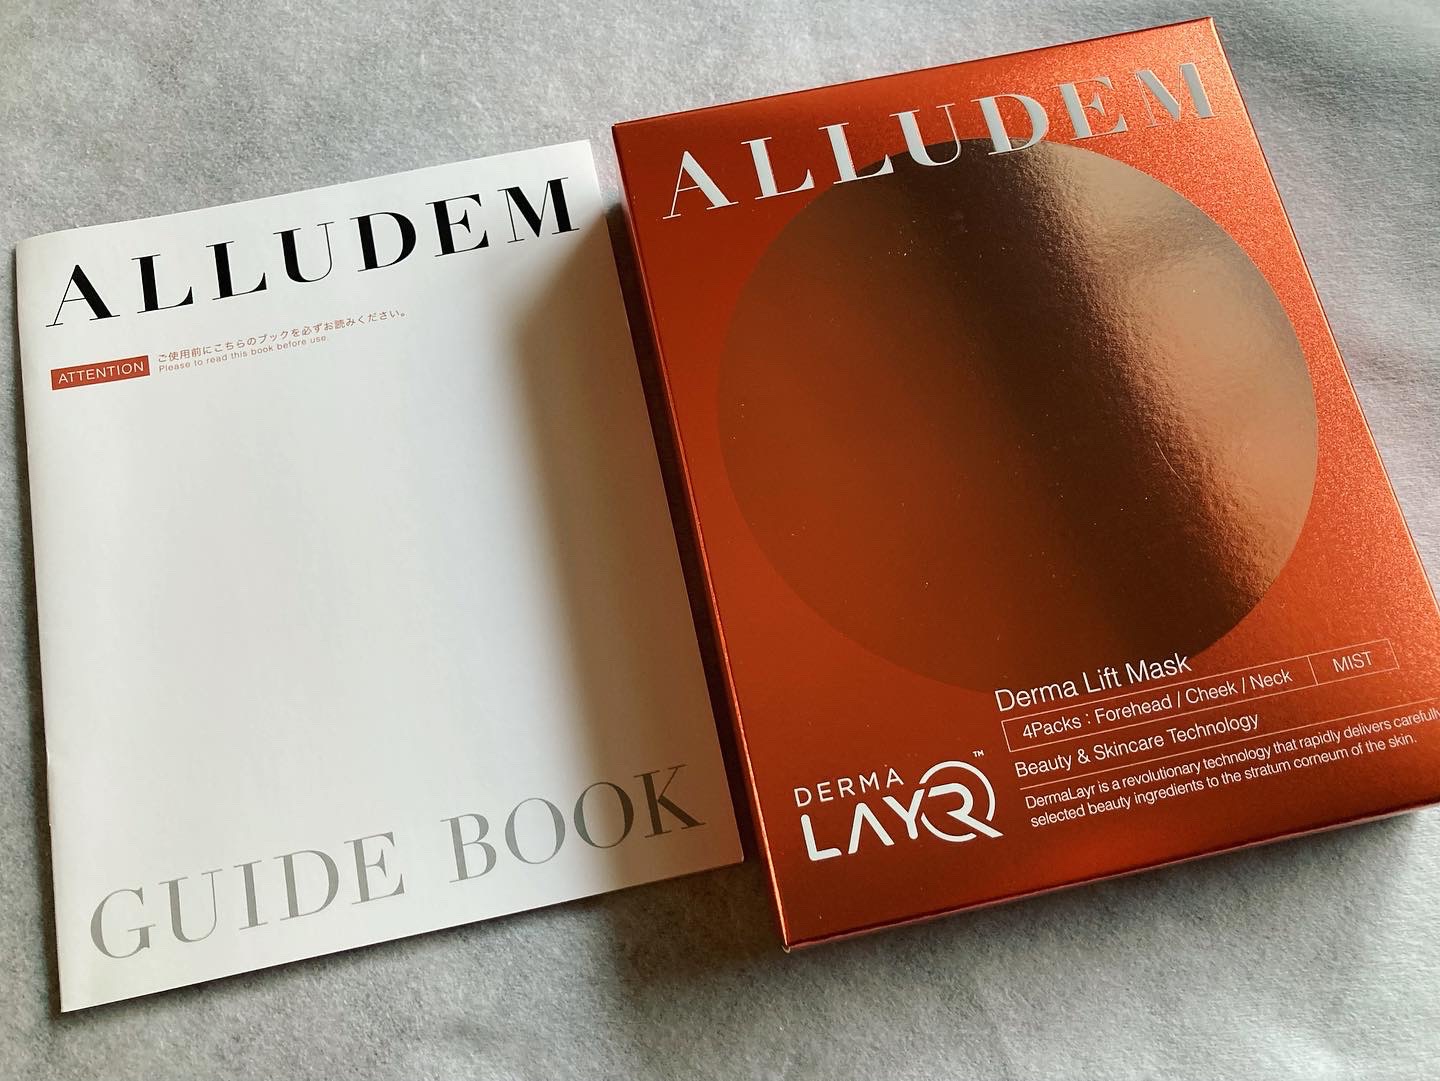 ALLUDEM
ATTENTION
ご使用前にこちらのブックを必ずお読みください。
Please to read this book before use.
GUIDE BOOK
ALLUDEM
Derma Lift Mask
4Packs : Forehead / Cheek / Neck
MIST
Beauty & Skincare Technology
DermaLayr is a revolutionary technology that rapidly delivers carefully
selected beauty ingredients to the stratum corneum of the skin.
DERMA
LAYR™